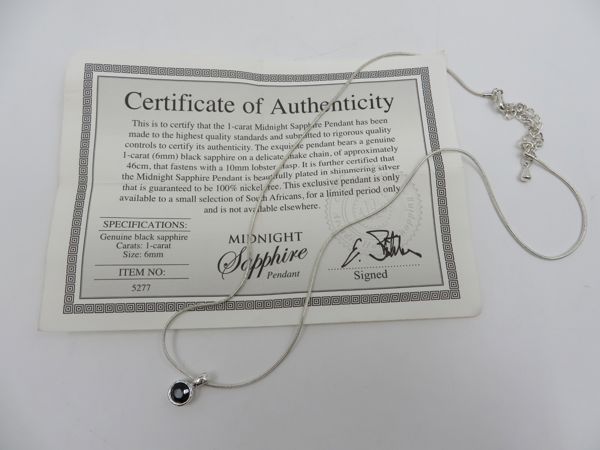 Certificate of Authenticity
This is to certify that the 1-carat Midnight Sapphire Pendant has been
made to the highest quality standards and submitted to rigorous quality
controls to certify its authenticity. The exquisite pendant bears a genuine
1-carat (6mm) black sapphire on a delicate snake chain, of approximately
46cm, that fastens with a 10mm lobster clasp. It is further certified that
the Midnight Sapphire Pendant is beautifully plated in shimmering silver
that is guaranteed to be 100% nickel free. This exclusive pendant is only
available to a small selection of South Africans, for a limited period only
and is not available elsewhere.
SPECIFICATIONS:
Genuine black sapphire
Carats: 1-carat
Size: 6mm
ITEM NO:
5277
MIDNIGHT
Sapphire
Pendant
Signed